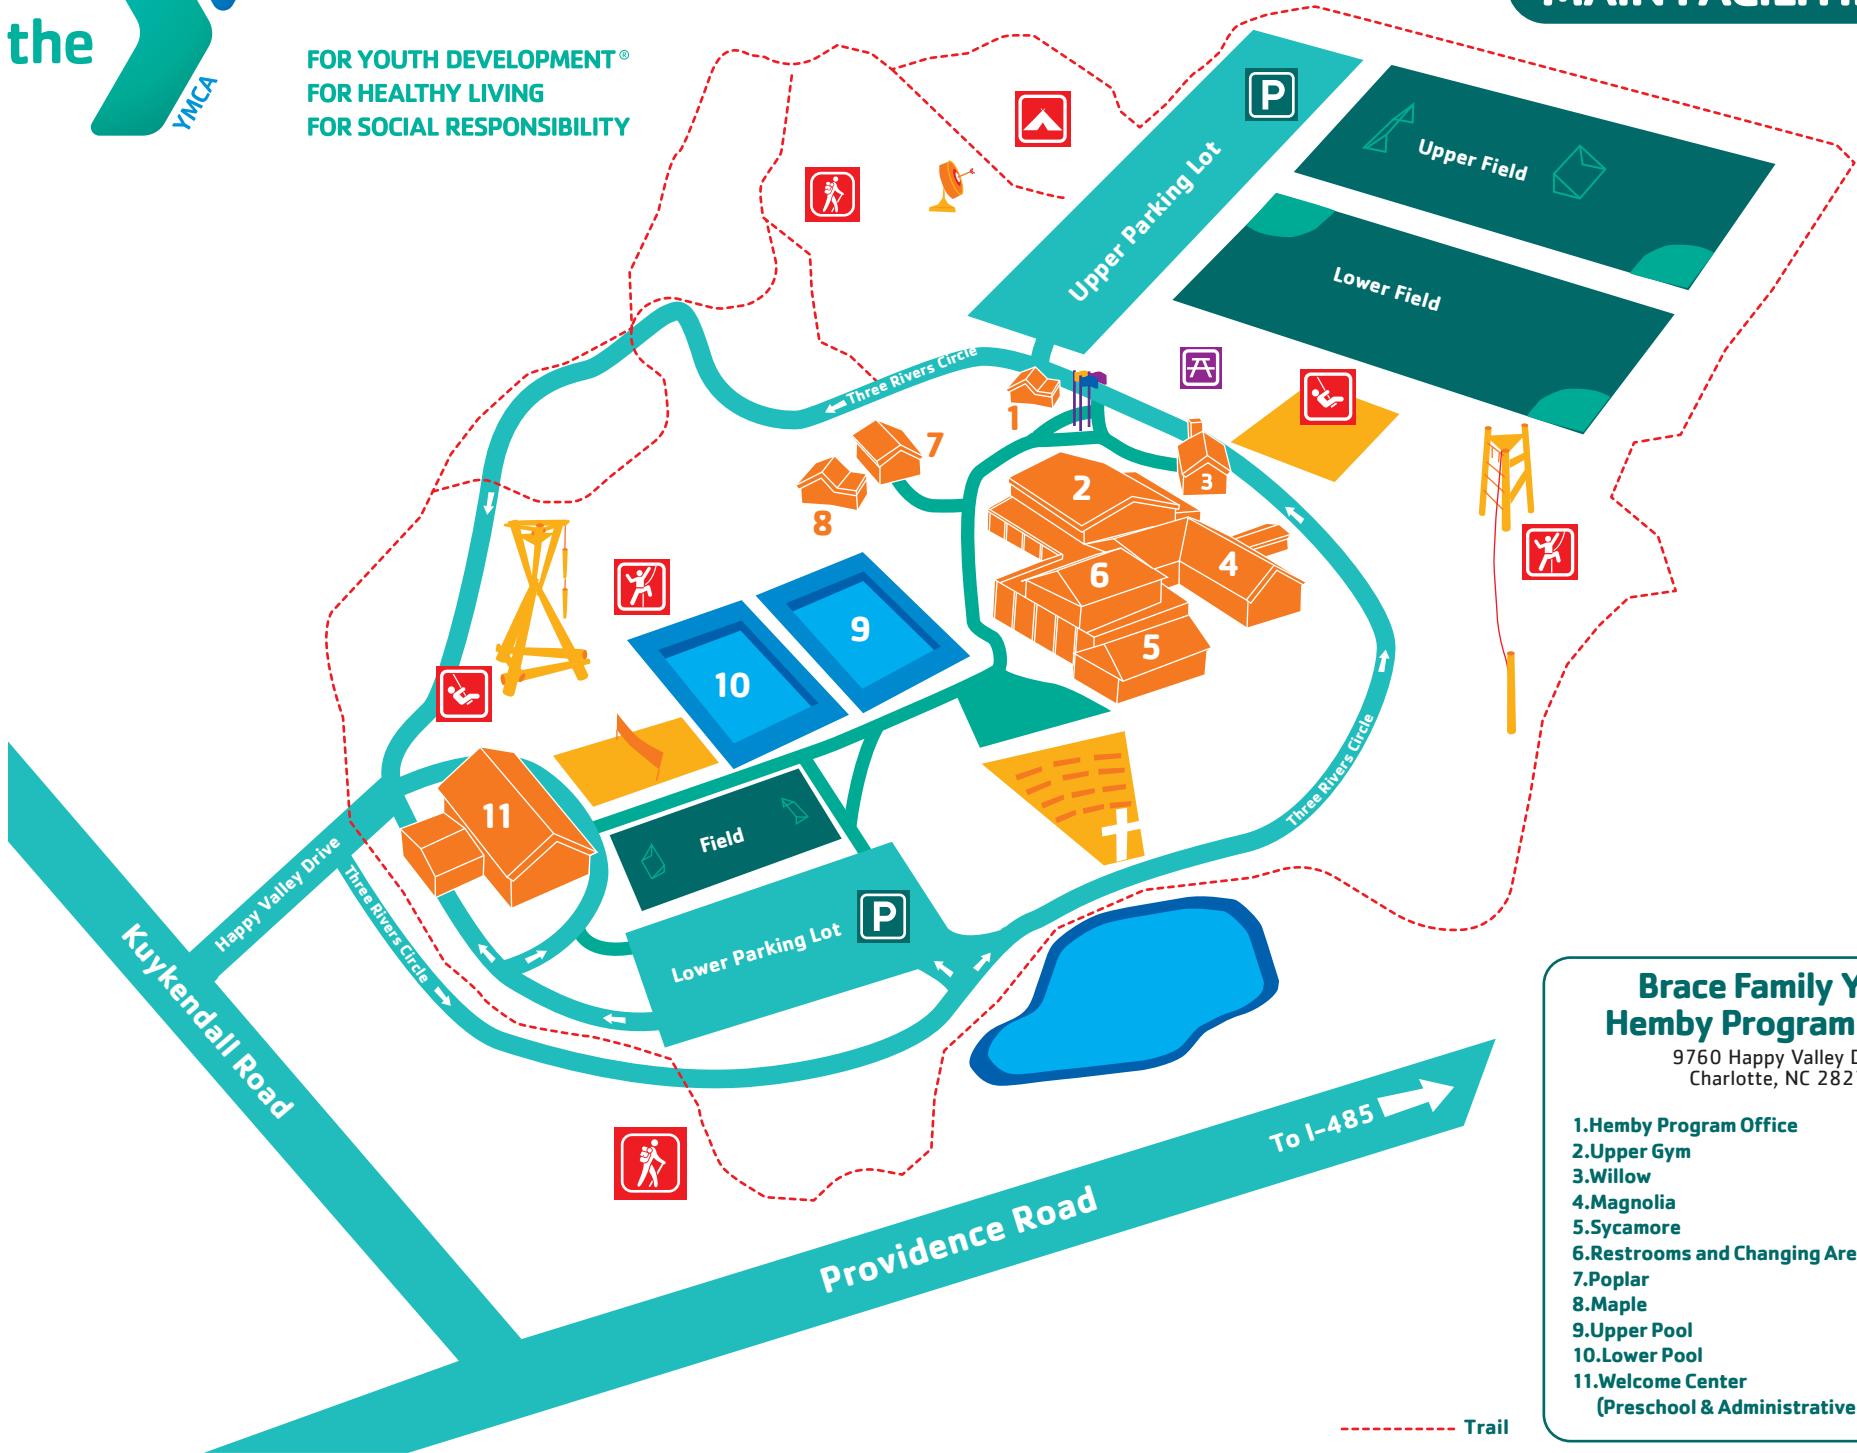 the
YMCA
FOR YOUTH DEVELOPMENT®
FOR HEALTHY LIVING
FOR SOCIAL RESPONSIBILITY
P
Upper Parking Lot
Upper Field
Lower Field
Three Rivers Circle
1
7
8
2
3
4
6
5
9
10
11
Field
P
Lower Parking Lot
Three Rivers Circle
Happy Valley Drive
Three Rivers Circle
Kuykendall Road
Providence Road
To I-485
Brace Family Y
Hemby Program
9760 Happy Valley
Charlotte, NC
1.Hemby Program Office
2.Upper Gym
3.Willow
4.Magnolia
5.Sycamore
6.Restrooms and Changing
7.Poplar
8.Maple
9.Upper Pool
10.Lower Pool
11.Welcome Center
(Preschool & Administrative
Trail